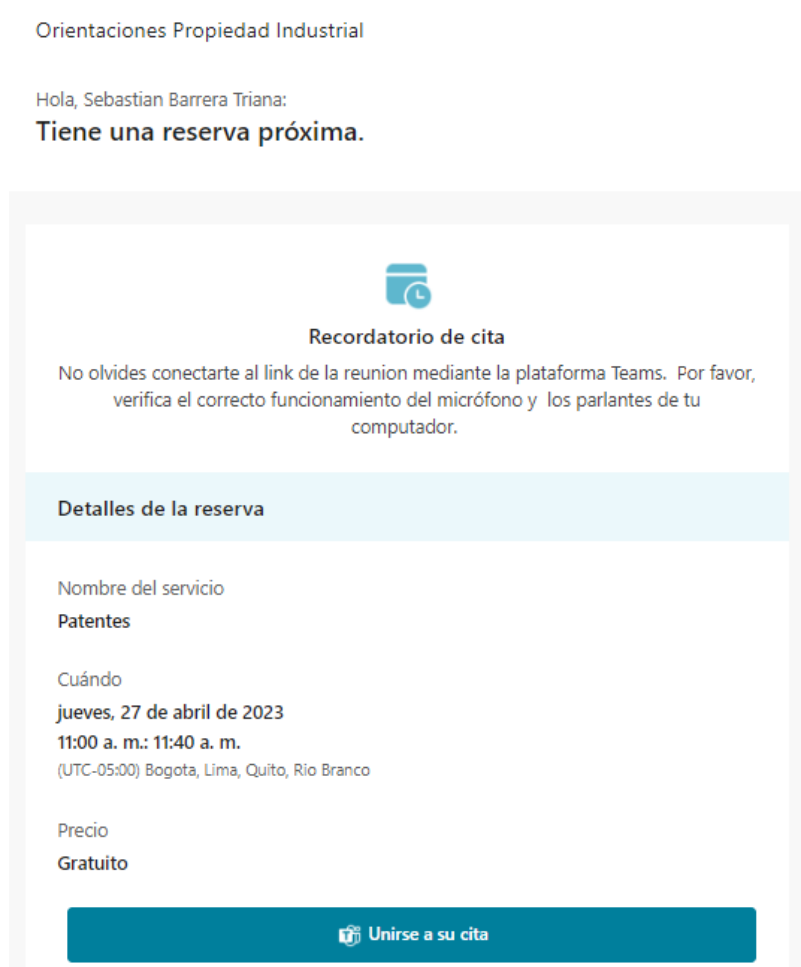 Orientaciones Propiedad Industrial
Hola, Sebastian Barrera Triana:
Tiene una reserva próxima.
Recordatorio de cita
No olvides conectarte al link de la reunion mediante la plataforma Teams. Por favor,
verifica el correcto funcionamiento del micrófono y los parlantes de tu
computador.
Detalles de la reserva
Nombre del servicio
Patentes
Cuándo
jueves, 27 de abril de 2023
11:00 a. m.: 11:40 a. m.
(UTC-05:00) Bogota, Lima, Quito, Rio Branco
Precio
Gratuito
Unirse a su cita